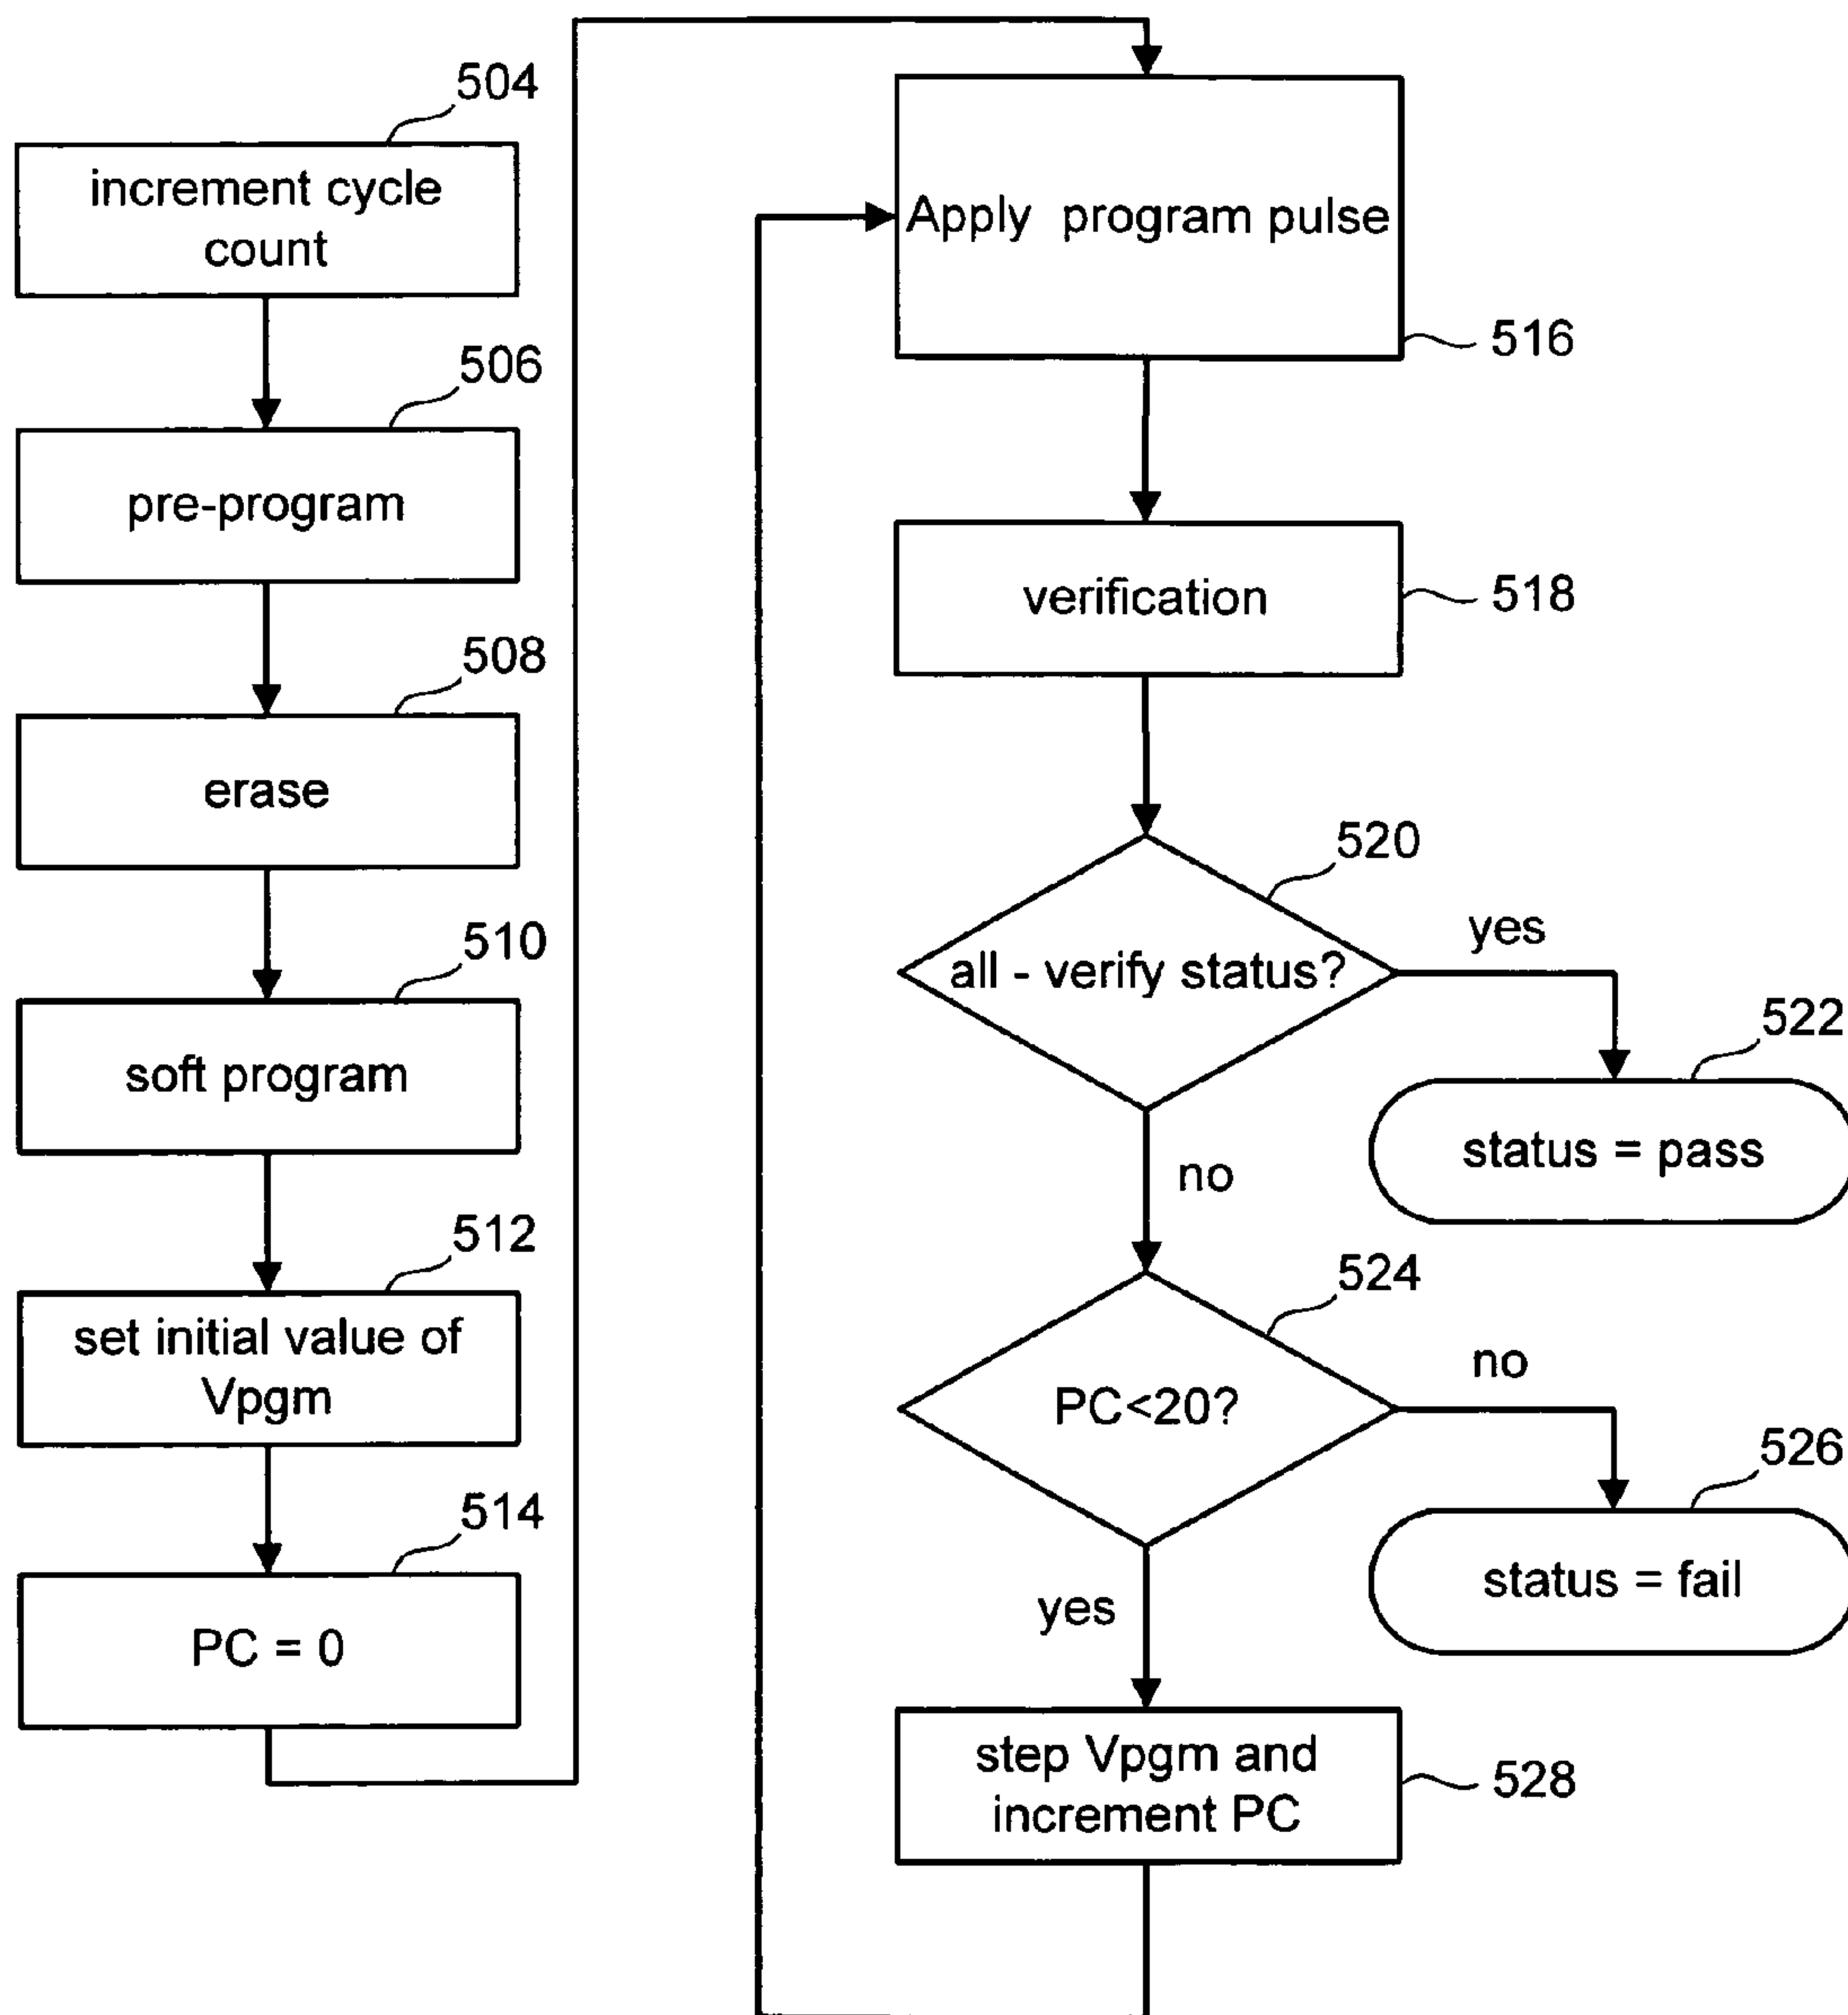 504
increment cycle
count
506
pre-program
508
erase
510
soft program
512
set initial value of
Vpgm
514
PC = 0
Apply program pulse
516
verification
518
520
all - verify status?
yes
522
status = pass
no
524
PC<20?
no
526
status = fail
yes
step Vpgm and
increment PC
528